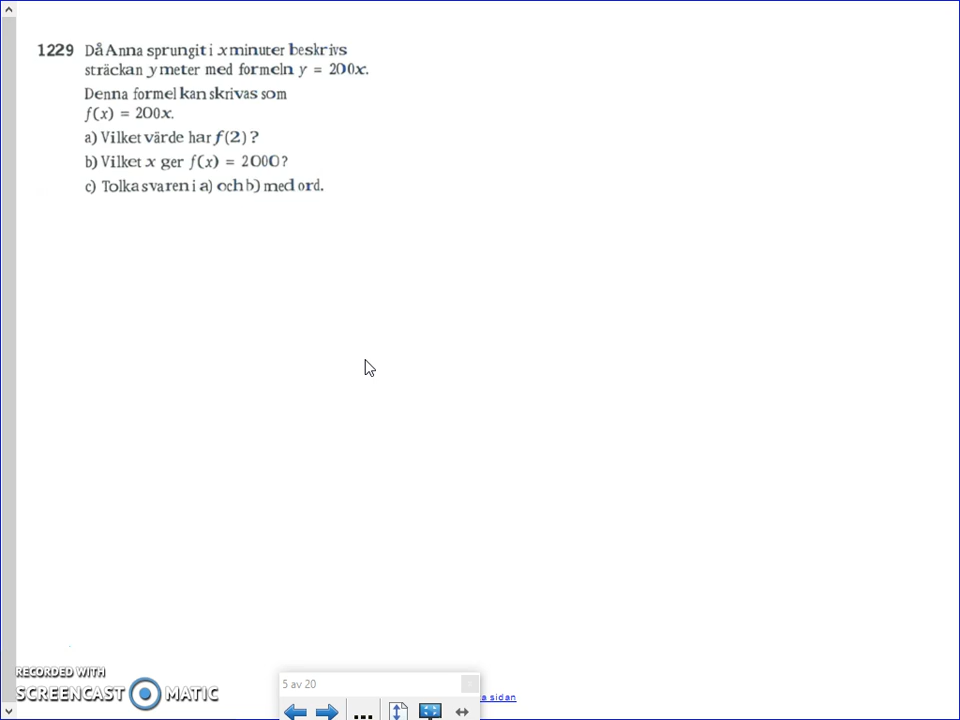 1229 Då Anna sprungit i x minuter beskrivs
sträckan y meter med formeln y = 200x.
Denna formel kan skrivas som
f(x) = 200x.
a) Vilket värde har f(2)?
b) Vilket x ger f(x) = 2000?
c) Tolka svaren i a) och b) med ord.
RECORDED WITH
SCREENCAST MATIC
5 av 20
a sidan